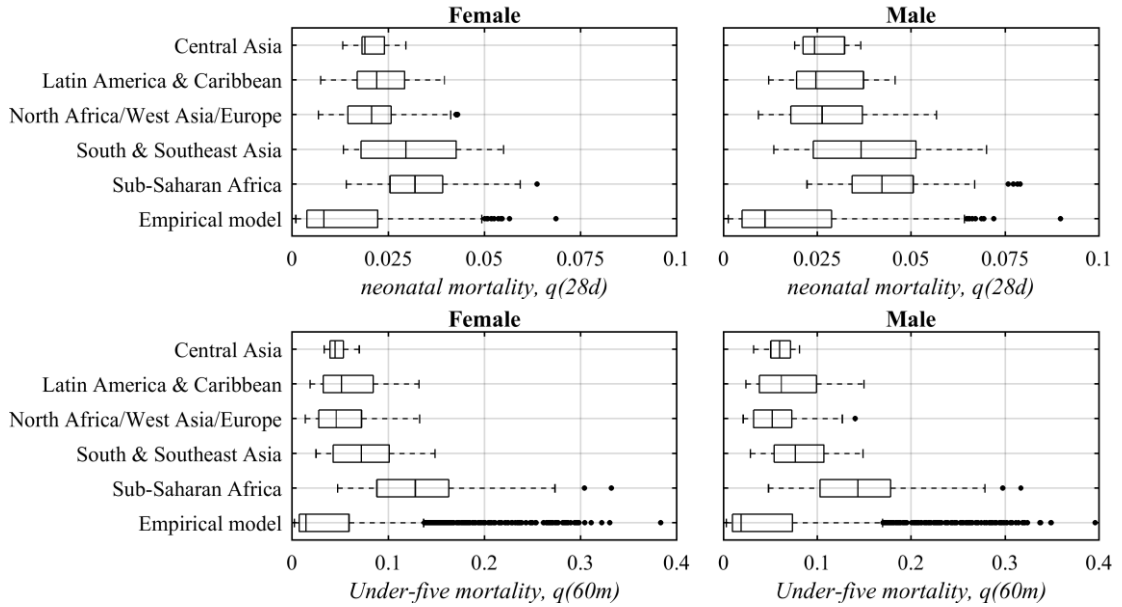 Female Male
Central Asia
Latin America & Caribbean
North Africa/West Asia/Europe
South & Southeast Asia
Sub-Saharan Africa
Empirical model
0 0.025 0.05 0.075 0.1 0 0.025 0.05 0.075 0.1
neonatal mortality, q(28d) neonatal mortality, q(28d)
Female Male
Central Asia
Latin America & Caribbean
North Africa/West Asia/Europe
South & Southeast Asia
Sub-Saharan Africa
Empirical model
0 0.1 0.2 0.3 0.4 0 0.1 0.2 0.3 0.4
Under-five mortality, q(60m) Under-five mortality, q(60m)